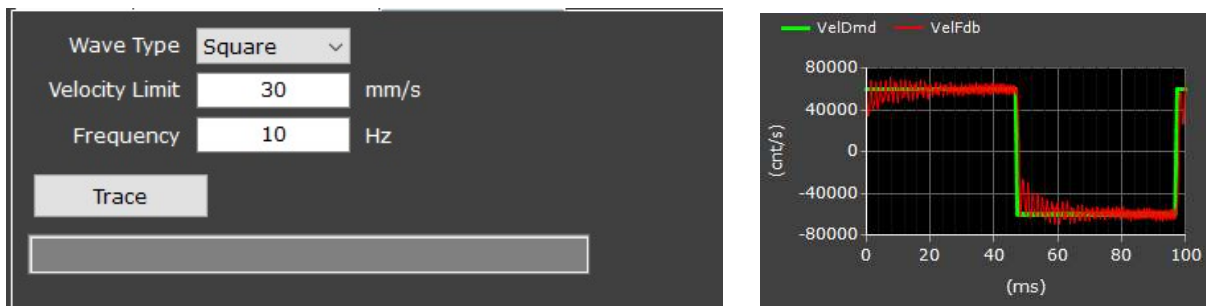 Wave Type Square
Velocity Limit 30 mm/s
Frequency 10 Hz
Trace
VelDmd VelFdb
80000
40000
0
-40000
-80000
(cnt/s)
0 20 40 60 80 100
(ms)